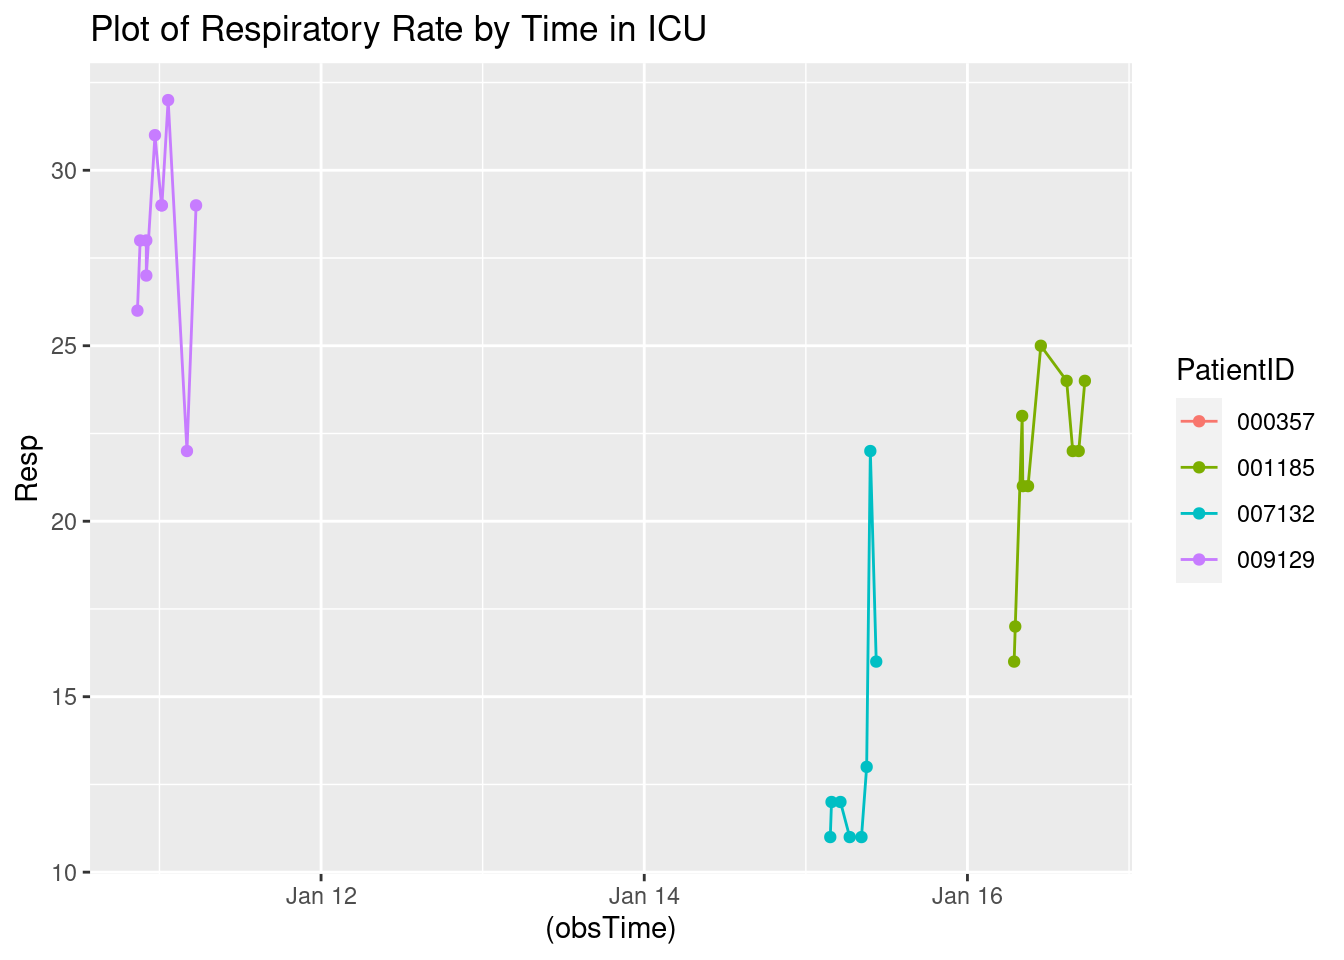 Plot of Respiratory Rate by Time in ICU
30
25
20
15
10
Resp
Jan 12
Jan 14
Jan 16
(obsTime)
PatientID
000357
001185
007132
009129